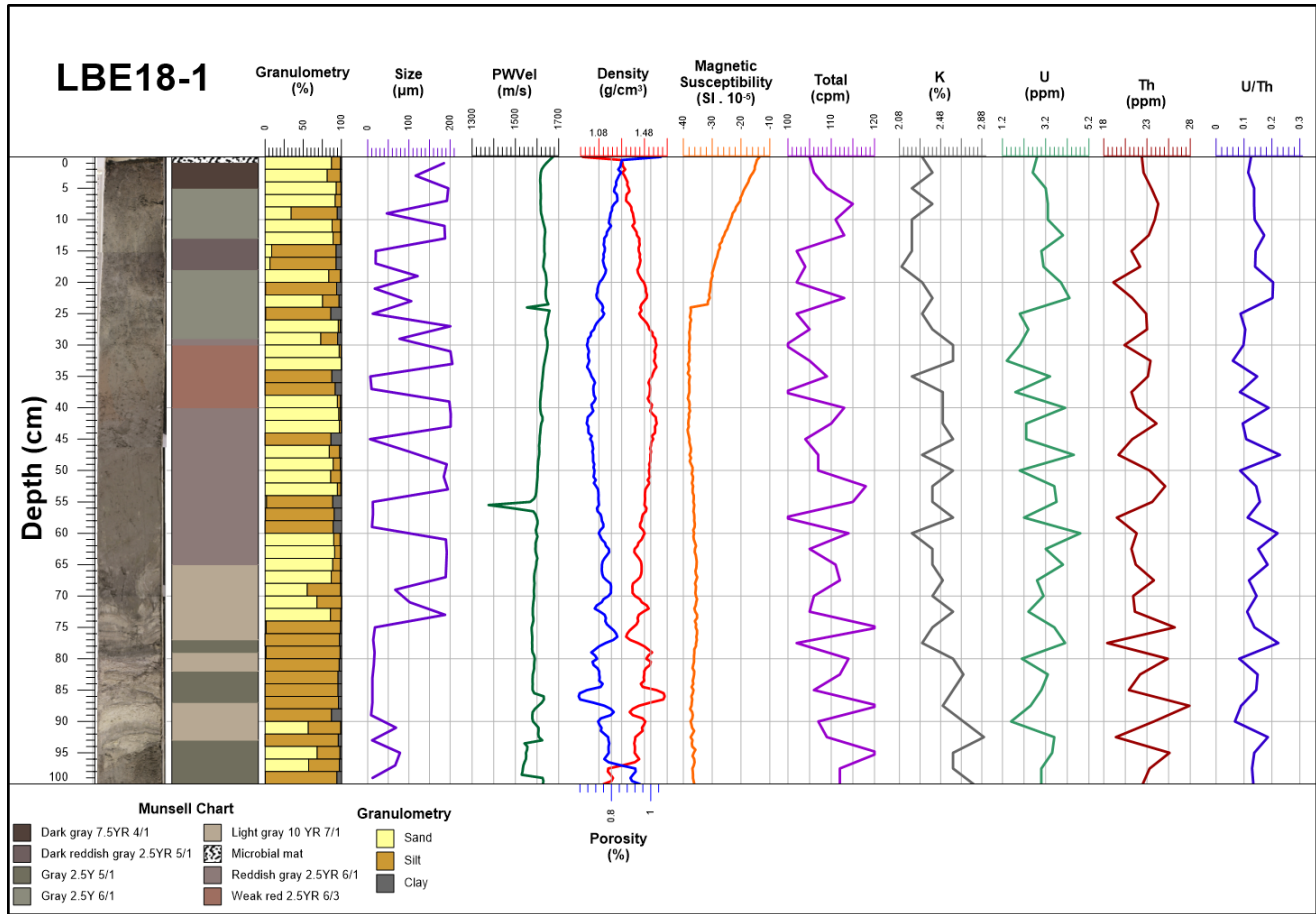 LBE18-1
Granulometry
(%)
Size
(µm)
PWVel
(m/s)
Density
(g/cm³)
Magnetic
Susceptibility
(SI . 10-⁵)
Total
(cpm)
K
(%)
U
(ppm)
Th
(ppm)
U/Th
0 50 100
0 100 200
1300 1500 1700
1.08 1.48
-40 -30 -20 -10
100 120
2.08 2.48 2.88
1.2 3.2 5.2
18 23 28
0 0.1 0.2 0.3
Depth (cm)
0
5
10
15
20
25
30
35
40
45
50
55
60
65
70
75
80
85
90
95
100
0.8 1
Porosity
(%)
Munsell Chart
Dark gray 7.5YR 4/1
Dark reddish gray 2.5YR 5/1
Gray 2.5Y 5/1
Gray 2.5Y 6/1
Light gray 10 YR 7/1
Microbial mat
Reddish gray 2.5YR 6/1
Weak red 2.5YR 6/3
Granulometry
Sand
Silt
Clay